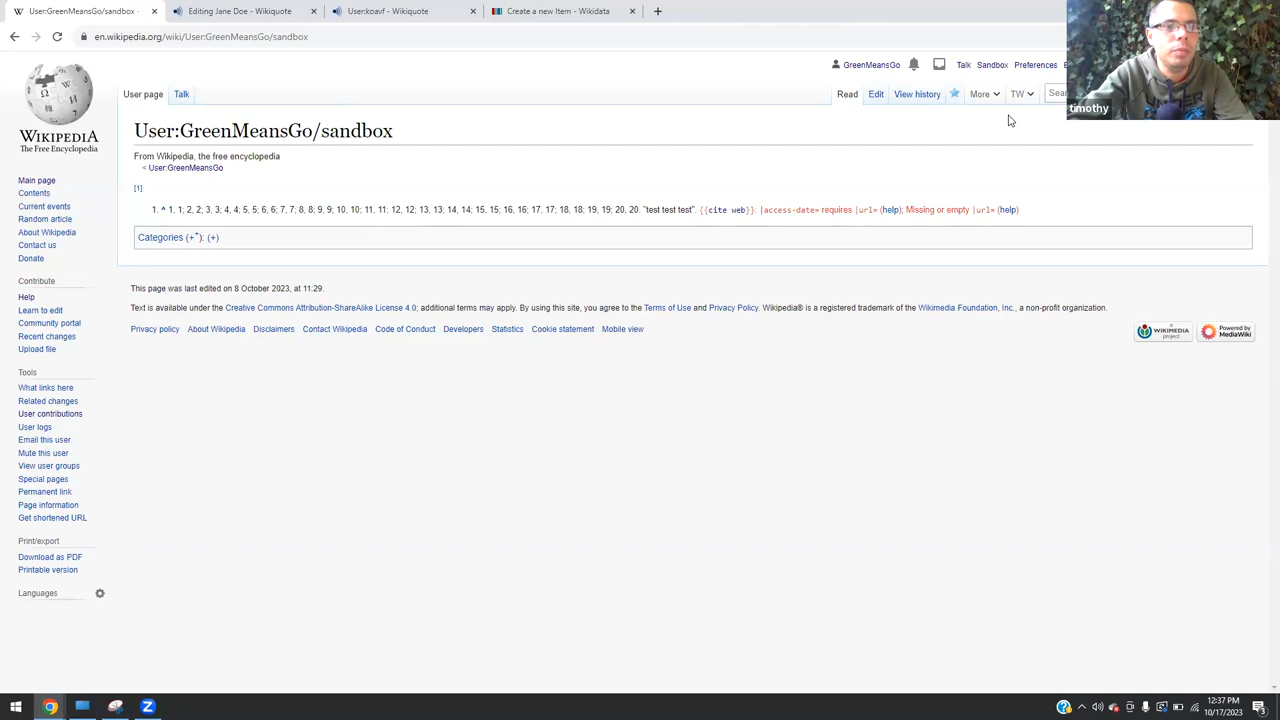 User:GreenMeansGo/sandbox - Wi
Editing Jane Doe - Wikiquote
User:koavf - Wikiquote
Create a new Item - Wikidata
en.wikipedia.org/wiki/User:GreenMeansGo/sandbox
GreenMeansGo Talk Sandbox Preferences
timothy
User page Talk Read Edit View history More TW Sear
User:GreenMeansGo/sandbox
From Wikipedia, the free encyclopedia
< User:GreenMeansGo
[1]
1. ^ 1, 1; 2, 2; 3, 3; 4, 4; 5, 5; 6, 6; 7, 7; 8, 8; 9, 9; 10, 10; 11, 11; 12, 12; 13, 13; 14, 14; 15, 15; 16, 16; 17, 17; 18, 18; 19, 19; 20, 20. "test test test". {{cite web}}: |access-date= requires |url= (help); Missing or empty |url= (help)
Categories (+⁺): (+)
This page was last edited on 8 October 2023, at 11:29.
Text is available under the Creative Commons Attribution-ShareAlike License 4.0; additional terms may apply. By using this site, you agree to the Terms of Use and Privacy Policy. Wikipedia® is a registered trademark of the Wikimedia Foundation, Inc., a non-profit organization.
Privacy policy About Wikipedia Disclaimers Contact Wikipedia Code of Conduct Developers Statistics Cookie statement Mobile view
A WIKIMEDIA project
Powered by MediaWiki
WIKIPEDIA
The Free Encyclopedia
Main page
Contents
Current events
Random article
About Wikipedia
Contact us
Donate
Contribute
Help
Learn to edit
Community portal
Recent changes
Upload file
Tools
What links here
Related changes
User contributions
User logs
Email this user
Mute this user
View user groups
Special pages
Permanent link
Page information
Get shortened URL
Print/export
Download as PDF
Printable version
Languages
12:37 PM
10/17/2023
3